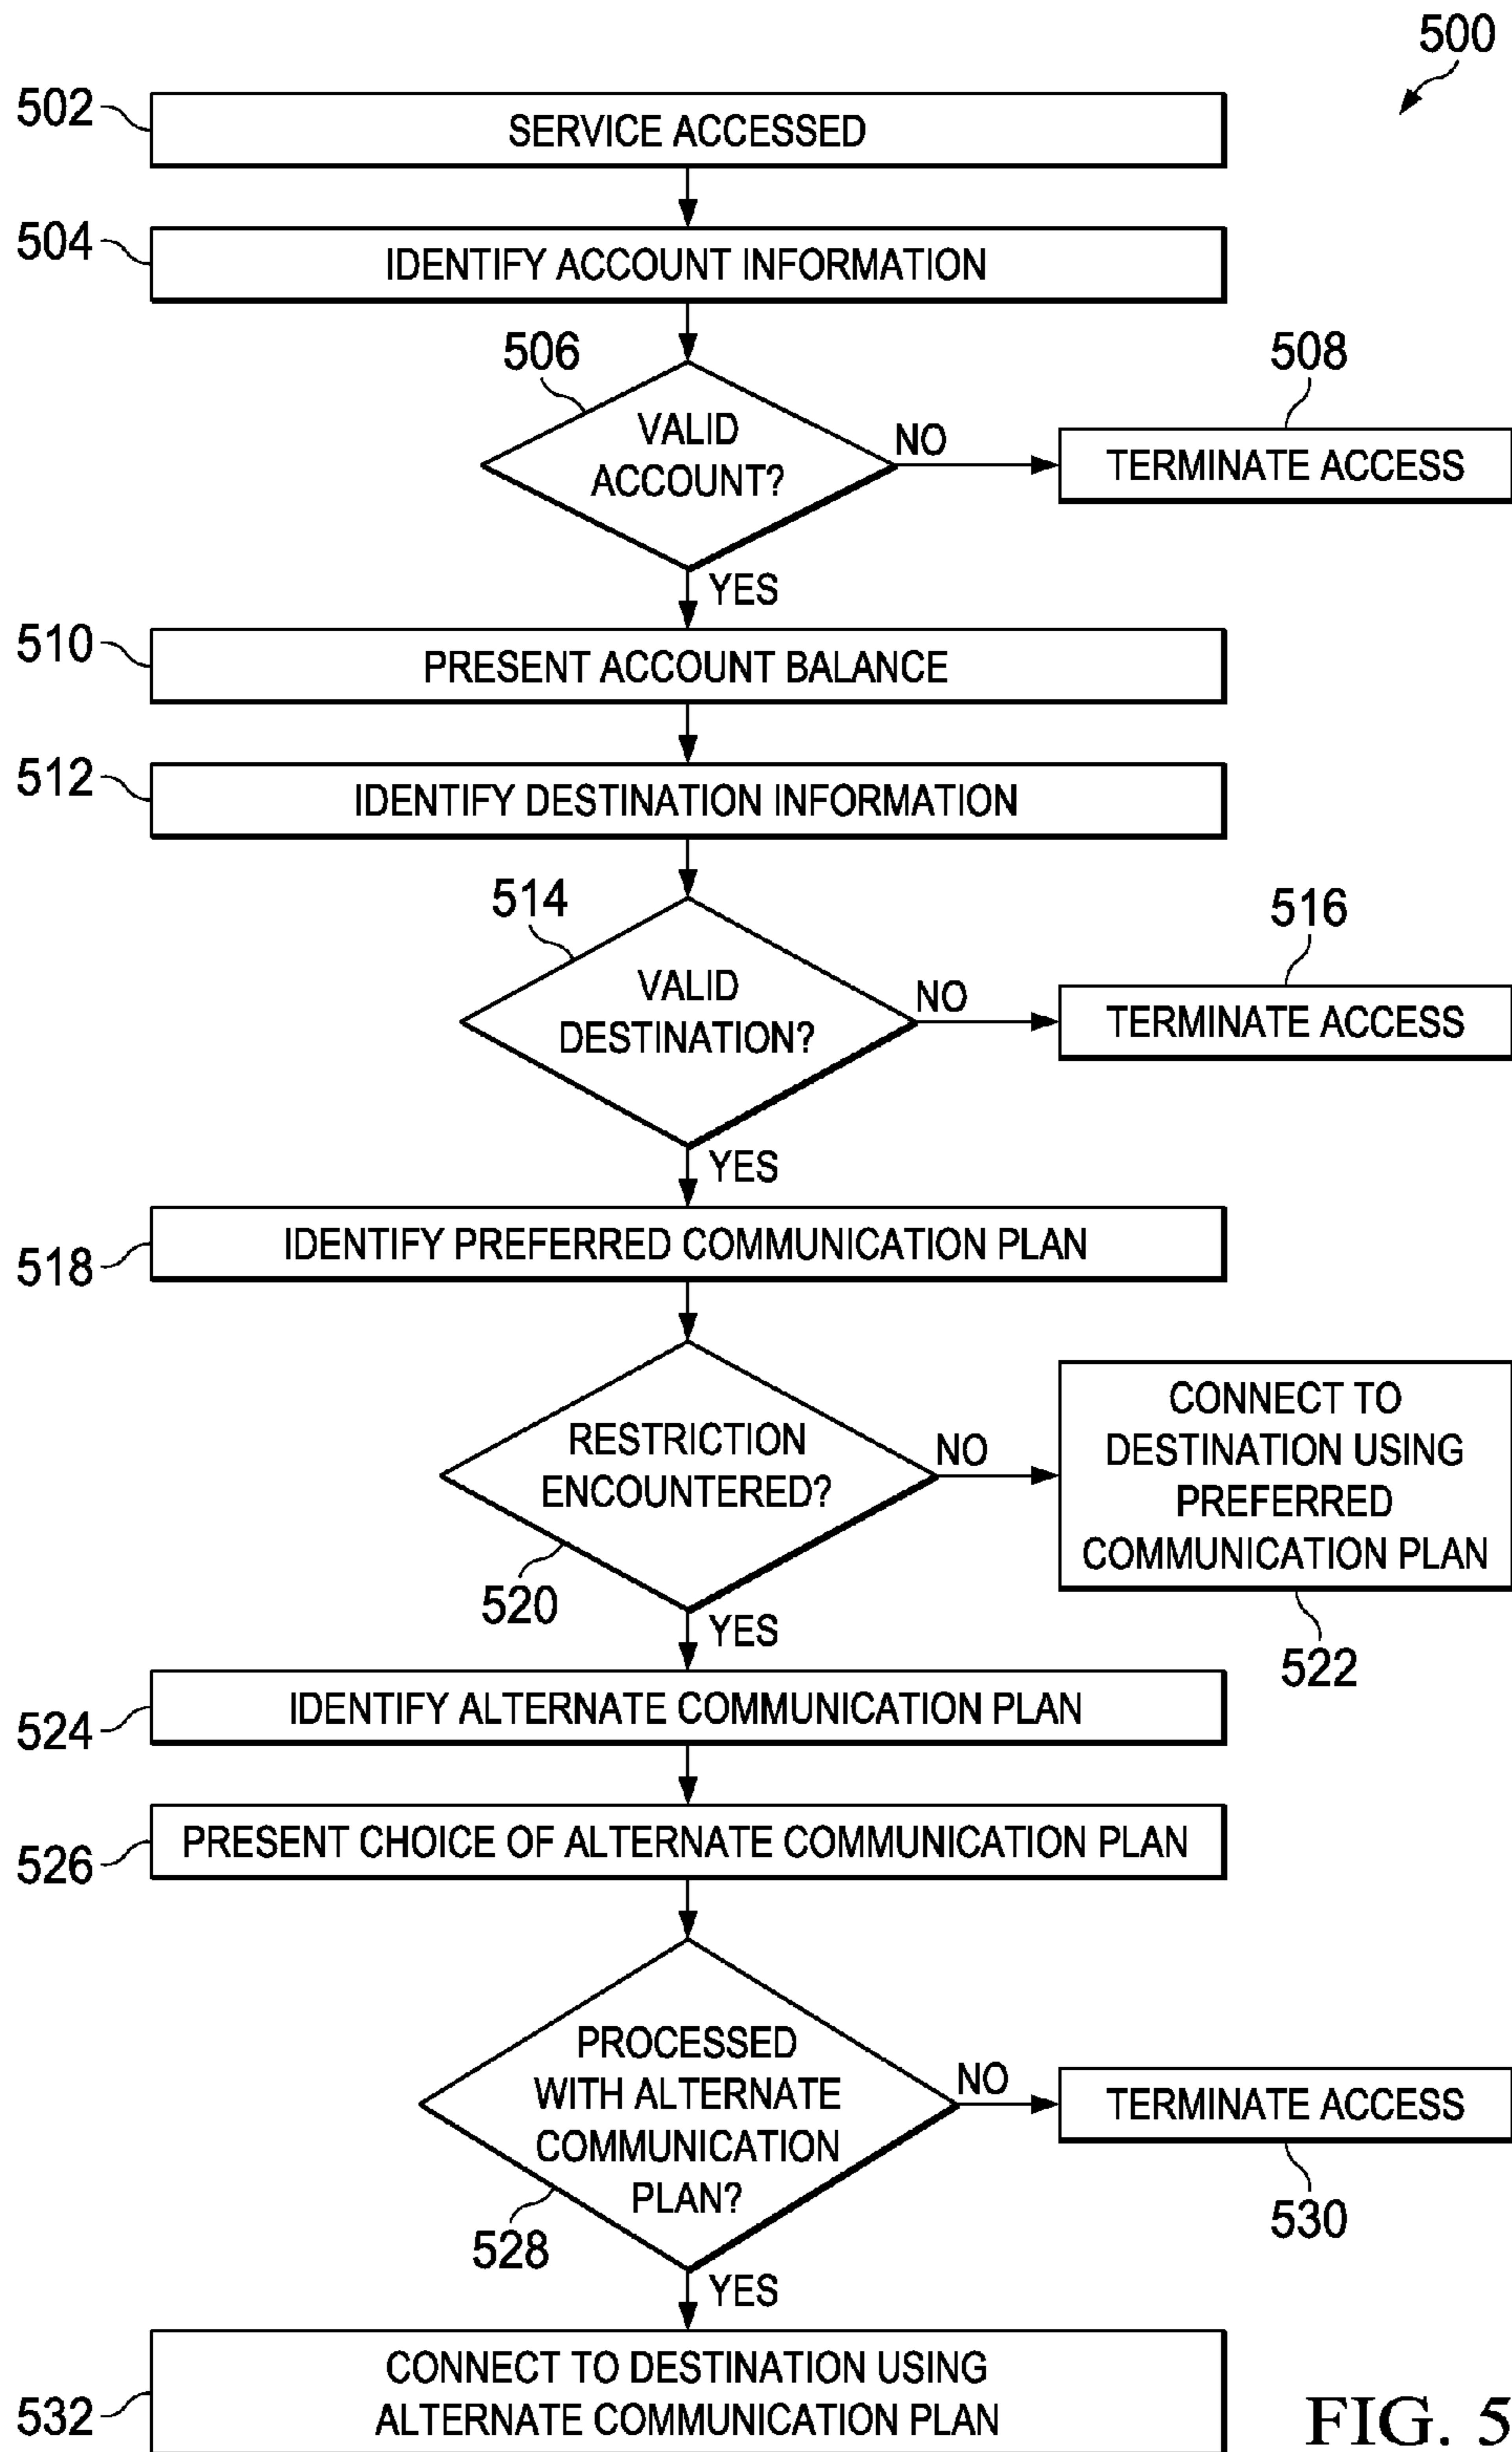 500
502
SERVICE ACCESSED
504
IDENTIFY ACCOUNT INFORMATION
506
VALID
ACCOUNT?
NO
508
TERMINATE ACCESS
YES
510
PRESENT ACCOUNT BALANCE
512
IDENTIFY DESTINATION INFORMATION
514
VALID
DESTINATION?
NO
516
TERMINATE ACCESS
YES
518
IDENTIFY PREFERRED COMMUNICATION PLAN
RESTRICTION
ENCOUNTERED?
520
NO
CONNECT TO
DESTINATION USING
PREFERRED
COMMUNICATION PLAN
522
YES
524
IDENTIFY ALTERNATE COMMUNICATION PLAN
526
PRESENT CHOICE OF ALTERNATE COMMUNICATION PLAN
PROCESSED
WITH ALTERNATE
COMMUNICATION
PLAN?
528
NO
TERMINATE ACCESS
530
YES
532
CONNECT TO DESTINATION USING
ALTERNATE COMMUNICATION PLAN
FIG. 5